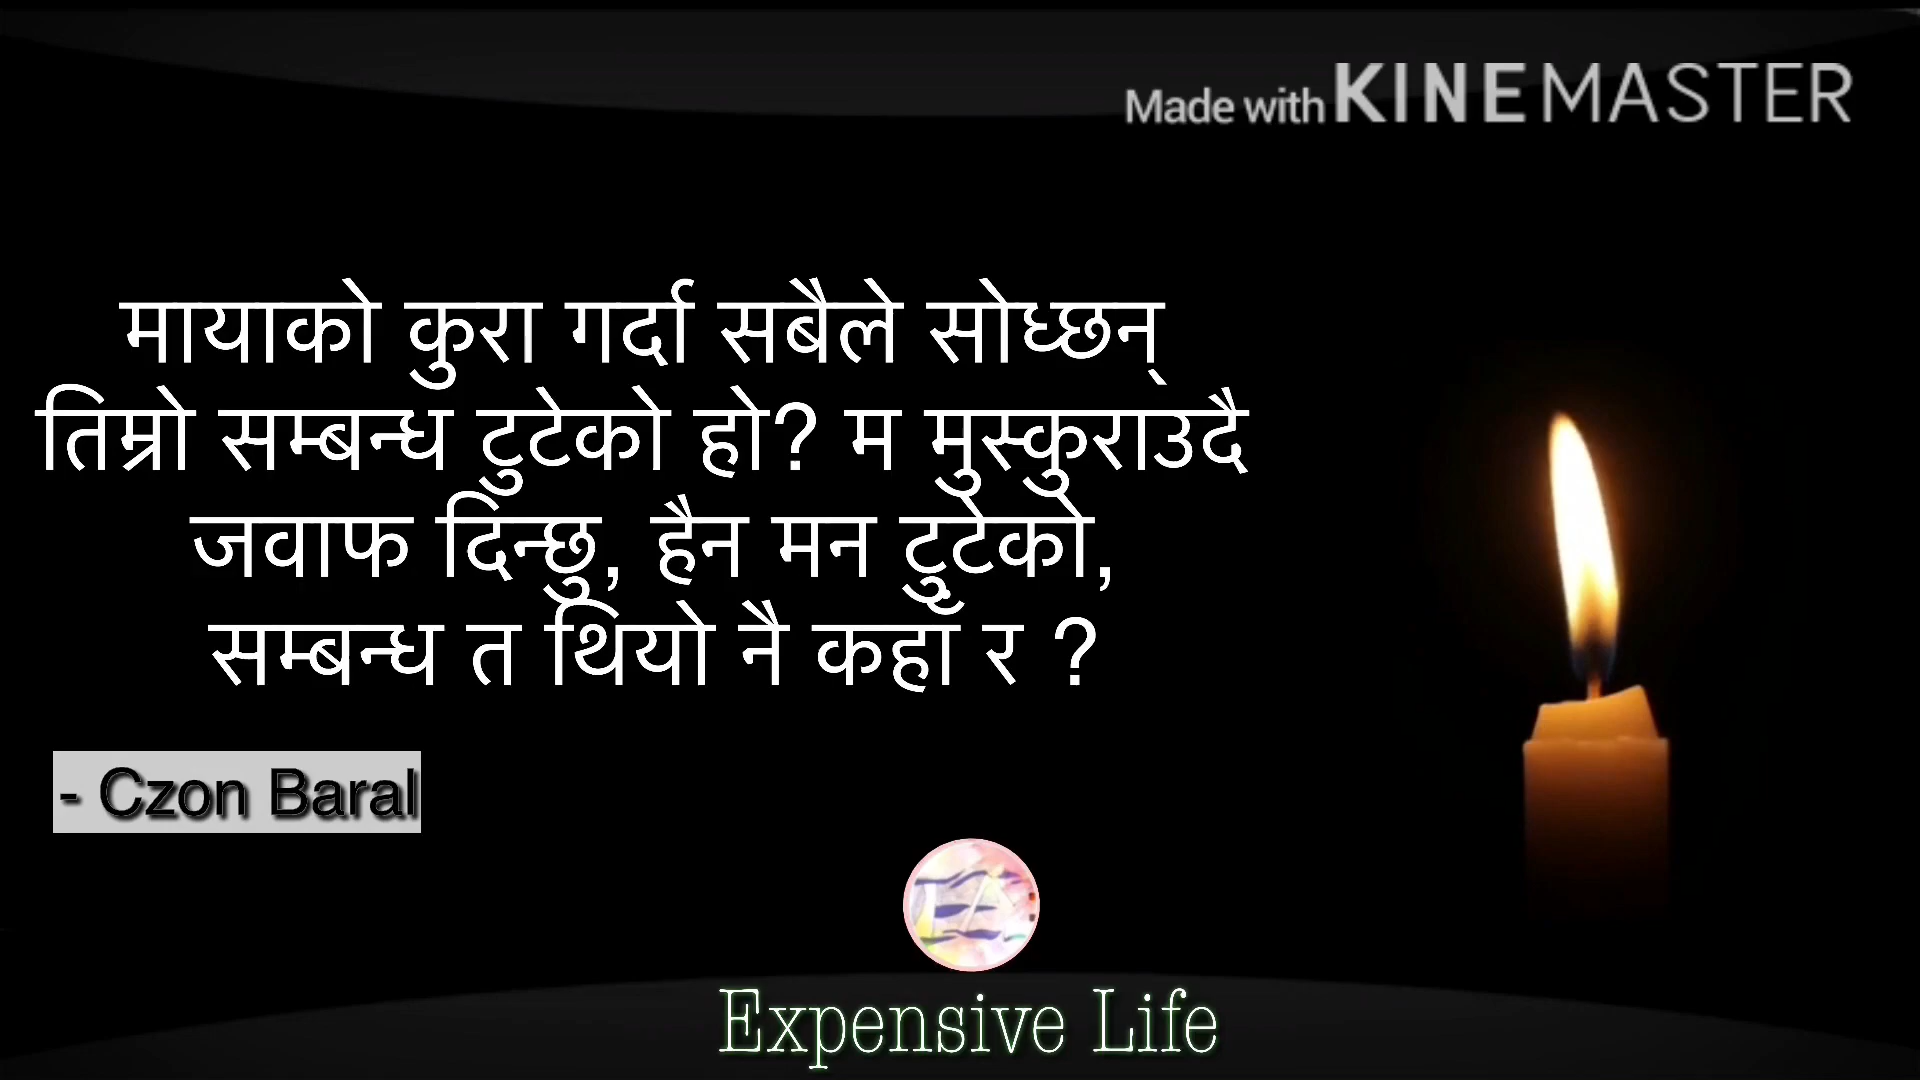 Made with KINEMASTER
मायाको कुरा गर्दा सबैले सोध्छन्
तिम्रो सम्बन्ध टुटेको हो? म मुस्कुराउदै
जवाफ दिन्छु, हैन मन टुटेको,
सम्बन्ध त थियो नै कहाँ र ?
- Czon Baral
Expensive Life